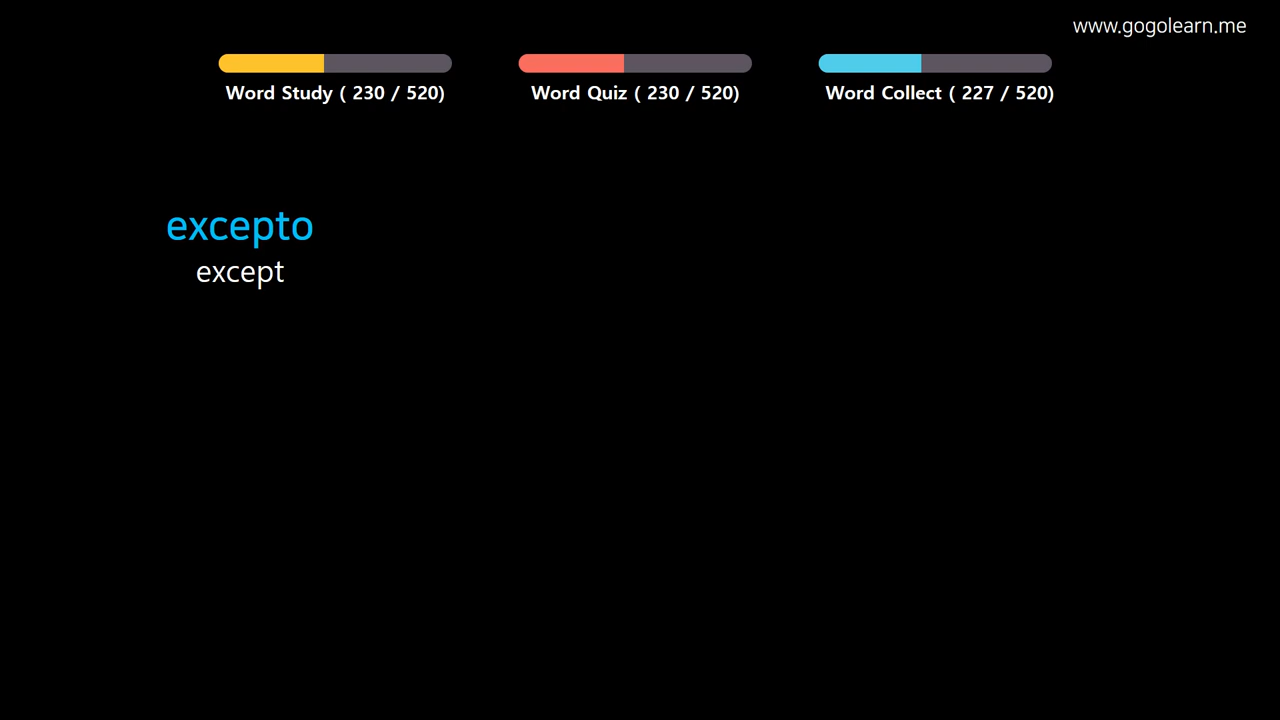 www.gogolearn.me
Word Study ( 230 / 520)
Word Quiz ( 230 / 520)
Word Collect ( 227 / 520)
excepto
except